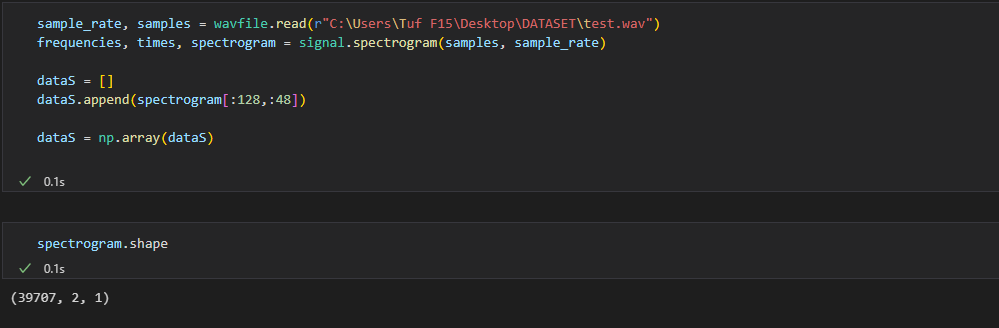 sample_rate, samples = wavfile.read(r"C:\Users\Tuf F15\Desktop\DATASET\test.wav")
frequencies, times, spectrogram = signal.spectrogram(samples, sample_rate)
dataS = []
dataS.append(spectrogram[:128,:48])
dataS = np.array(dataS)
✓ 0.1s
spectrogram.shape
✓ 0.1s
(39707, 2, 1)